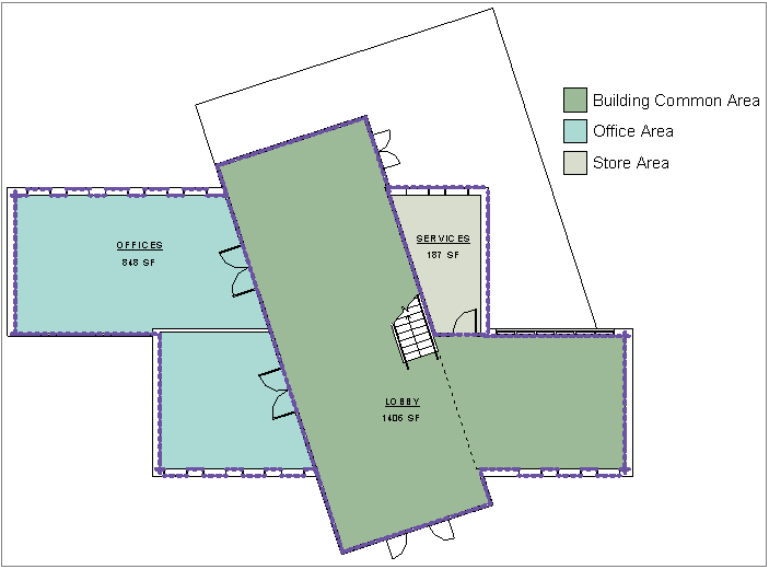 Building Common Area
Office Area
Store Area
OFFICES
848 SF
SERVICES
187 SF
LOBBY
1406 SF